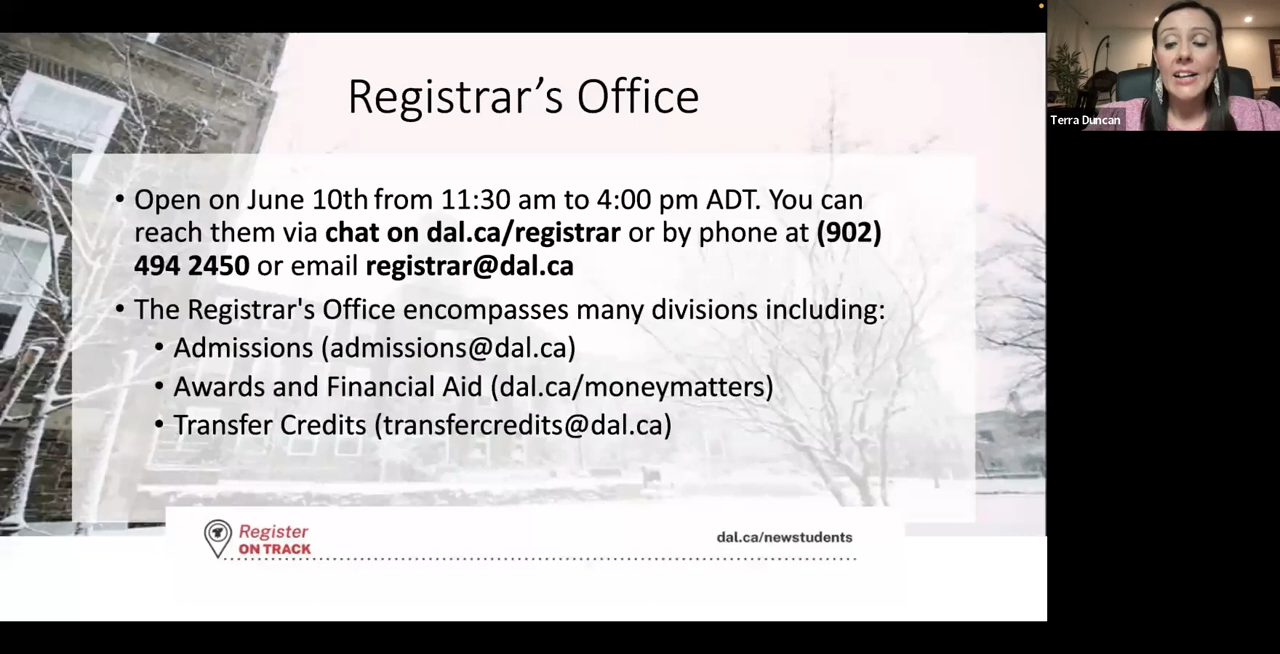 Registrar’s Office
• Open on June 10th from 11:30 am to 4:00 pm ADT. You can
reach them via chat on dal.ca/registrar or by phone at (902)
494 2450 or email registrar@dal.ca
• The Registrar's Office encompasses many divisions including:
• Admissions (admissions@dal.ca)
• Awards and Financial Aid (dal.ca/moneymatters)
• Transfer Credits (transfercredits@dal.ca)
Register
ON TRACK
dal.ca/newstudents
Terra Duncan